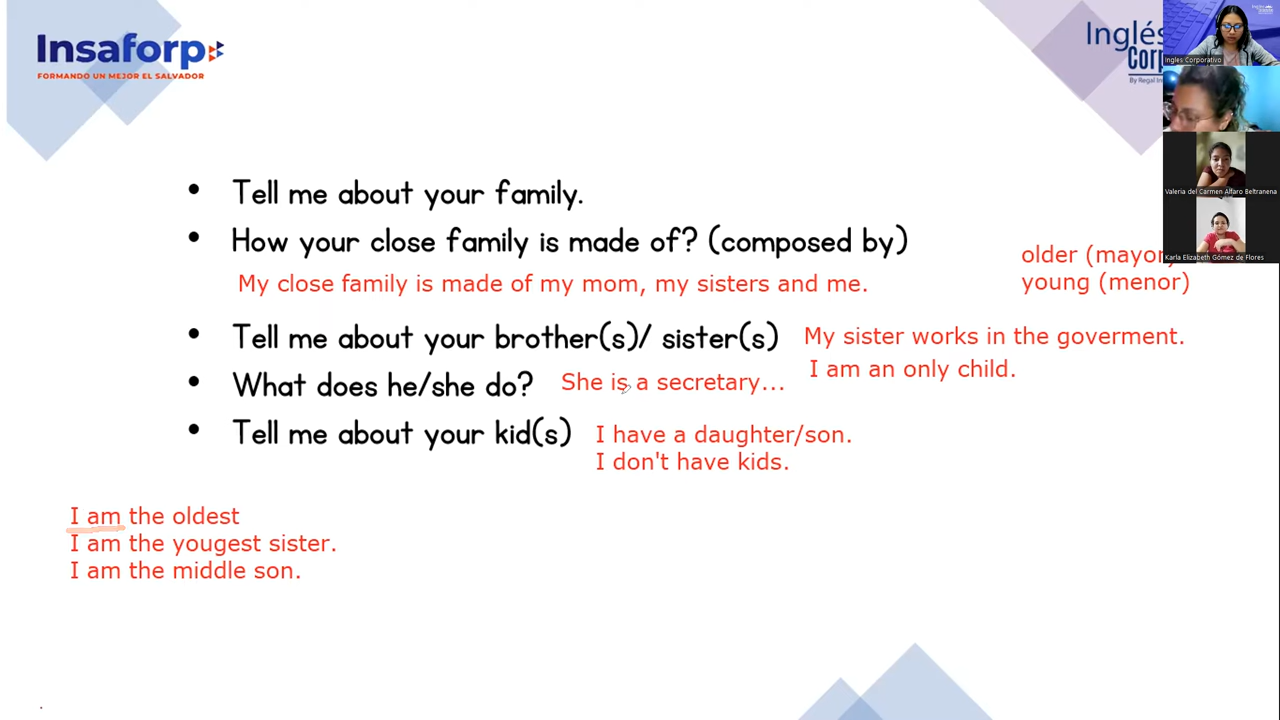 Insaforp
FORMANDO UN MEJOR EL SALVADOR
Inglés
Corp
By Regal In
Ingles Corporativo
Valeria del Carmen Alfaro Beltranena
Karla Elizabeth Gómez de Flores
• Tell me about your family.
• How your close family is made of? (composed by)
My close family is made of my mom, my sisters and me.
older (mayor)
young (menor)
• Tell me about your brother(s)/ sister(s)
My sister works in the goverment.
I am an only child.
• What does he/she do?
She is a secretary...
• Tell me about your kid(s)
I have a daughter/son.
I don't have kids.
I am the oldest
I am the yougest sister.
I am the middle son.